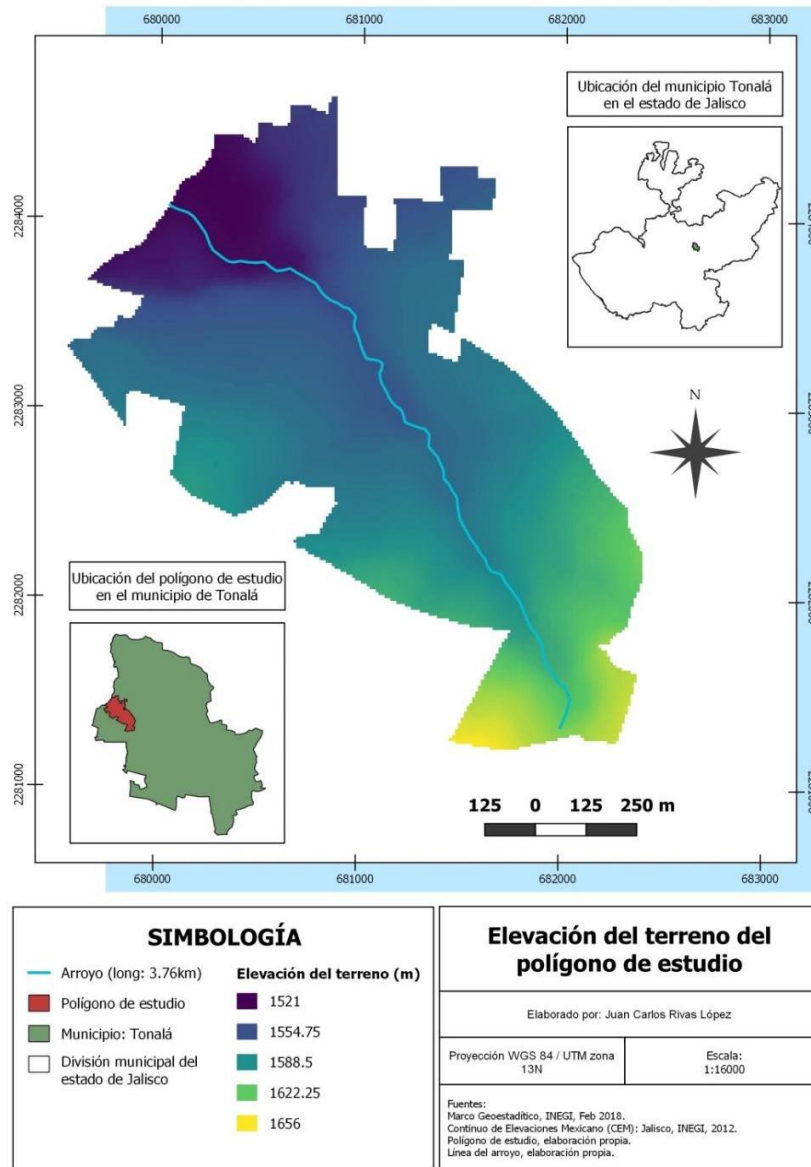 680000 681000 682000 683000
Ubicación del municipio Tonalá
en el estado de Jalisco
2284000
2283000
N
Ubicación del polígono de estudio
en el municipio de Tonalá
2282000
2281000
125 0 125 250 m
680000 681000 682000 683000
SIMBOLOGÍA
Arroyo (long: 3.76km)
Polígono de estudio
Municipio: Tonalá
División municipal del
estado de Jalisco
Elevación del terreno (m)
1521
1554.75
1588.5
1622.25
1656
Elevación del terreno del
polígono de estudio
Elaborado por: Juan Carlos Rivas López
Proyección WGS 84 / UTM zona
13N
Escala:
1:16000
Fuentes:
Marco Geoestadítico, INEGI, Feb 2018.
Continuo de Elevaciones Mexicano (CEM): Jalisco, INEGI, 2012.
Polígono de estudio, elaboración propia.
Línea del arroyo, elaboración propia.